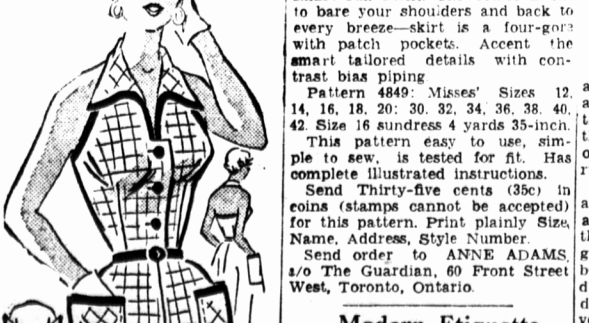 to bare your shoulders and back to
every breeze—skirt is a four-gore
with patch pockets. Accent the
smart tailored details with con-
trast bias piping
Pattern 4849: Misses' Sizes 12,
14, 16, 18, 20; 30. 32, 34, 36, 38. 40,
42. Size 16 sundress 4 yards 35-inch.
This pattern easy to use, sim-
ple to sew, is tested for fit. Has
complete illustrated instructions.
Send Thirty-five cents (35c) in
coins (stamps cannot be accepted)
for this pattern. Print plainly Size,
Name, Address, Style Number.
Send order to ANNE ADAMS,
s/o The Guardian, 60 Front Street
West, Toronto, Ontario.
Modern Etiquette